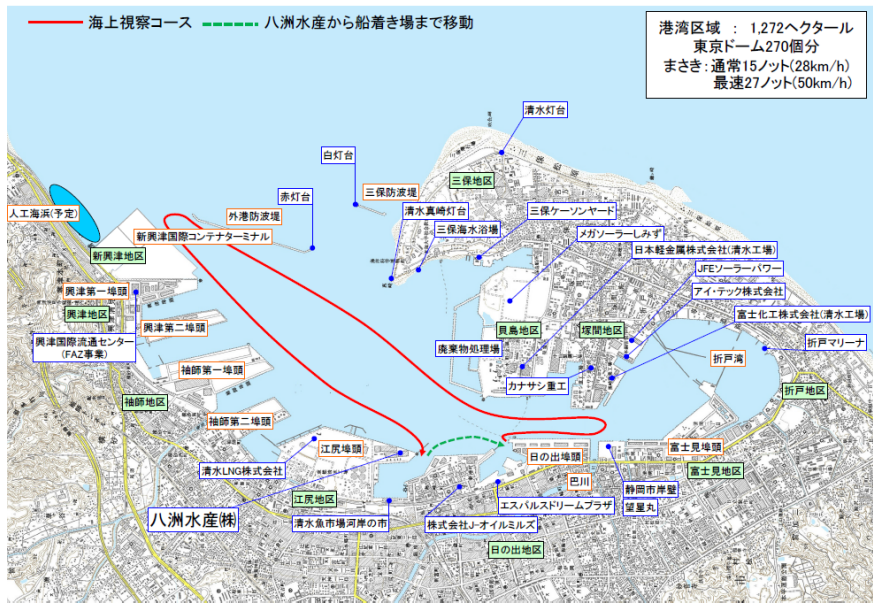 海上視察コース
八洲水産から船着き場まで移動
港湾区域 : 1,272ヘクタール
東京ドーム270個分
まさき:通常15ノット(28km/h)
最速27ノット(50km/h)
清水灯台
白灯台
三保地区
三保防波堤
赤灯台
人工海浜(予定)
外港防波堤
清水真崎灯台
三保ケーソンヤード
三保海水浴場
メガソーラーしみず
新興津国際コンテナターミナル
日本軽金属株式会社(清水工場)
新興津地区
JFEソーラーパワー
興津第一埠頭
アイ・テック株式会社
興津地区
富士化工株式会社(清水工場)
興津第二埠頭
貝島地区
塚間地区
折戸マリーナ
興津国際流通センター
(FAZ事業)
廃棄物処理場
折戸湾
袖師第一埠頭
カナサシ重工
折戸地区
袖師地区
袖師第二埠頭
江尻埠頭
日の出埠頭
富士見埠頭
清水LNG株式会社
富士見地区
巴川
静岡市岸壁
江尻地区
エスパルスドリームプラザ
望星丸
八洲水産㈱
清水魚市場河岸の市
株式会社J-オイルミルズ
日の出地区